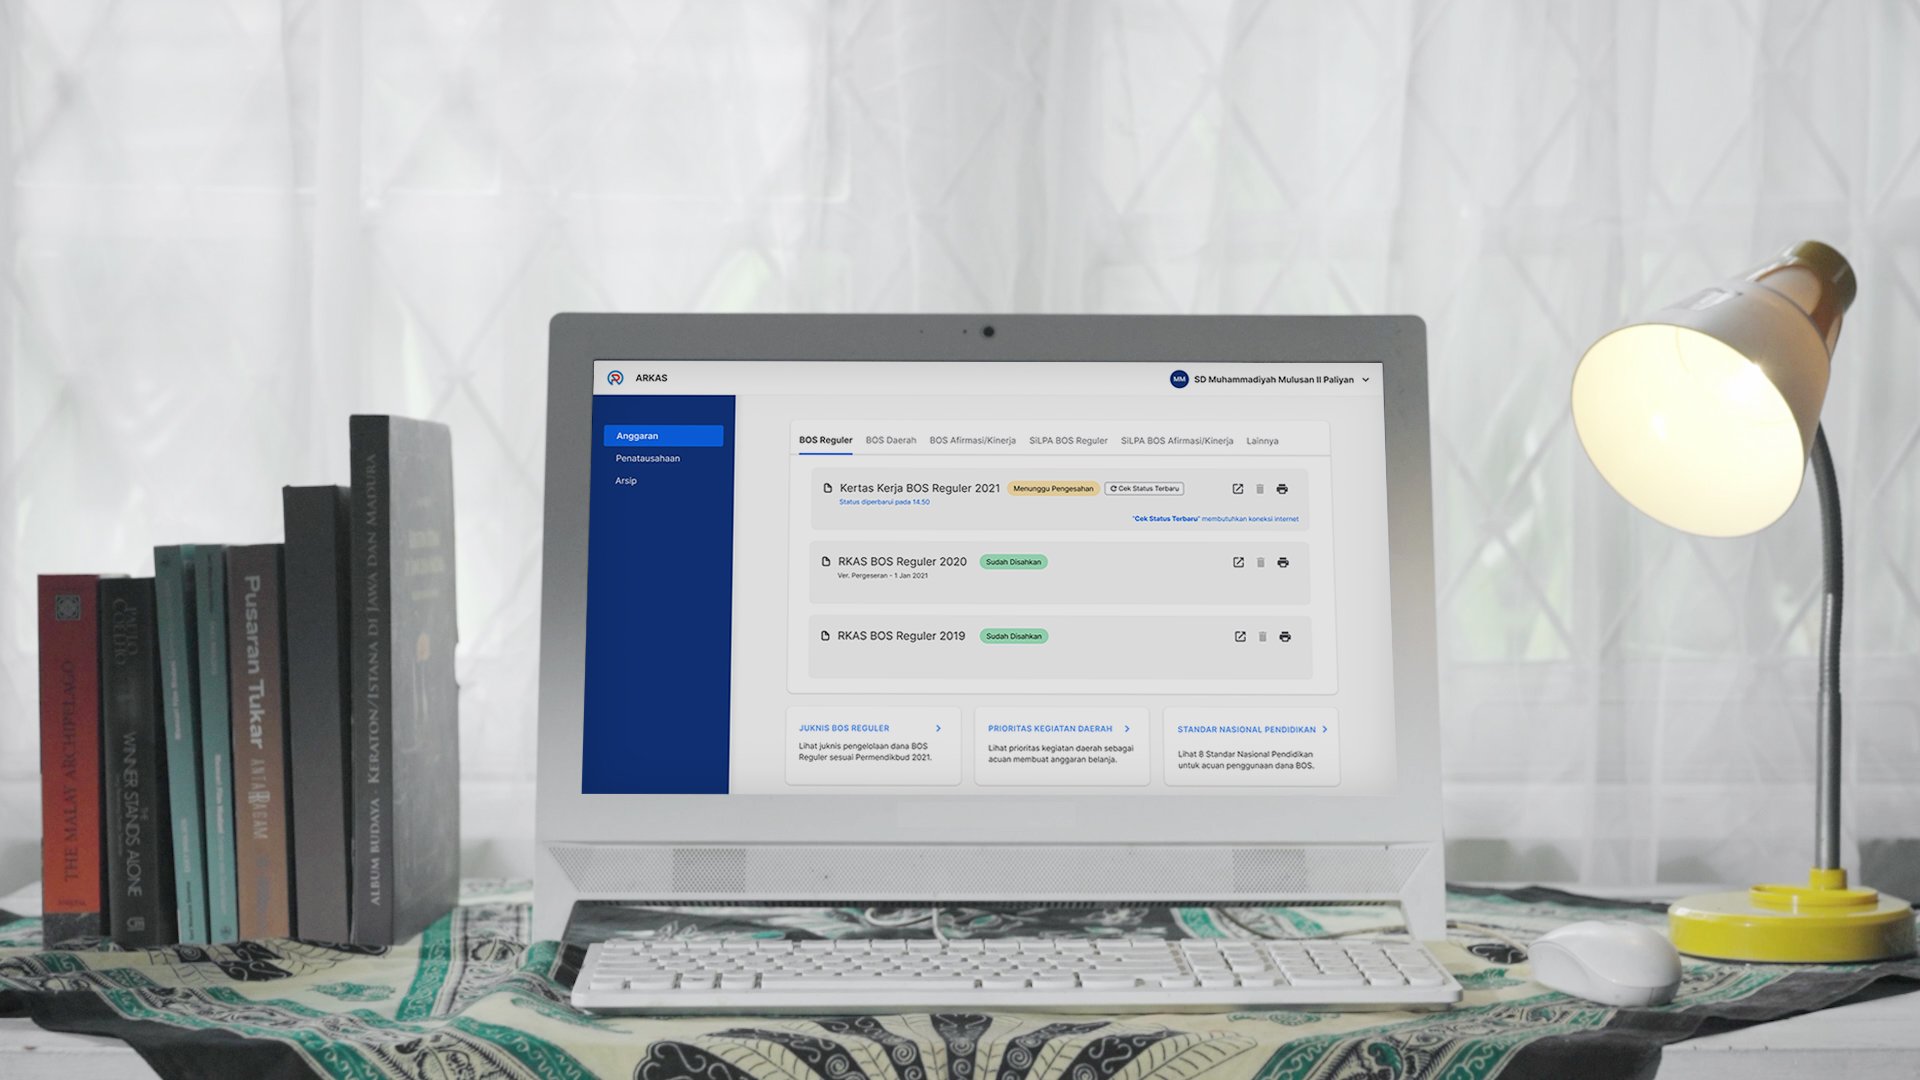 ARKAS
MM SD Muhammadiyah Mulusan II Paliyan
Anggaran
Penatausahaan
Arsip
BOS Reguler BOS Daerah BOS Afirmasi/Kinerja SiLPA BOS Reguler SiLPA BOS Afirmasi/Kinerja Lainnya
Kertas Kerja BOS Reguler 2021 Menunggu Pengesahan Cek Status Terbaru
Status diperbarui pada 14.50
"Cek Status Terbaru" membutuhkan koneksi internet
RKAS BOS Reguler 2020 Sudah Disahkan
Ver. Pergeseran - 1 Jan 2021
RKAS BOS Reguler 2019 Sudah Disahkan
JUKNIS BOS REGULER
Lihat juknis pengelolaan dana BOS
Reguler sesuai Permendikbud 2021.
PRIORITAS KEGIATAN DAERAH
Lihat prioritas kegiatan daerah sebagai
acuan membuat anggaran belanja.
STANDAR NASIONAL PENDIDIKAN
Lihat 8 Standar Nasional Pendidikan
untuk acuan penggunaan dana BOS.
THE MALAY ARCHIPELAGO
PAULO COELHO
THE WINNER STANDS ALONE
Pusaran Tukar
ALBUM BUDAYA - KERATON/ISTANA DI JAWA DAN MADURA